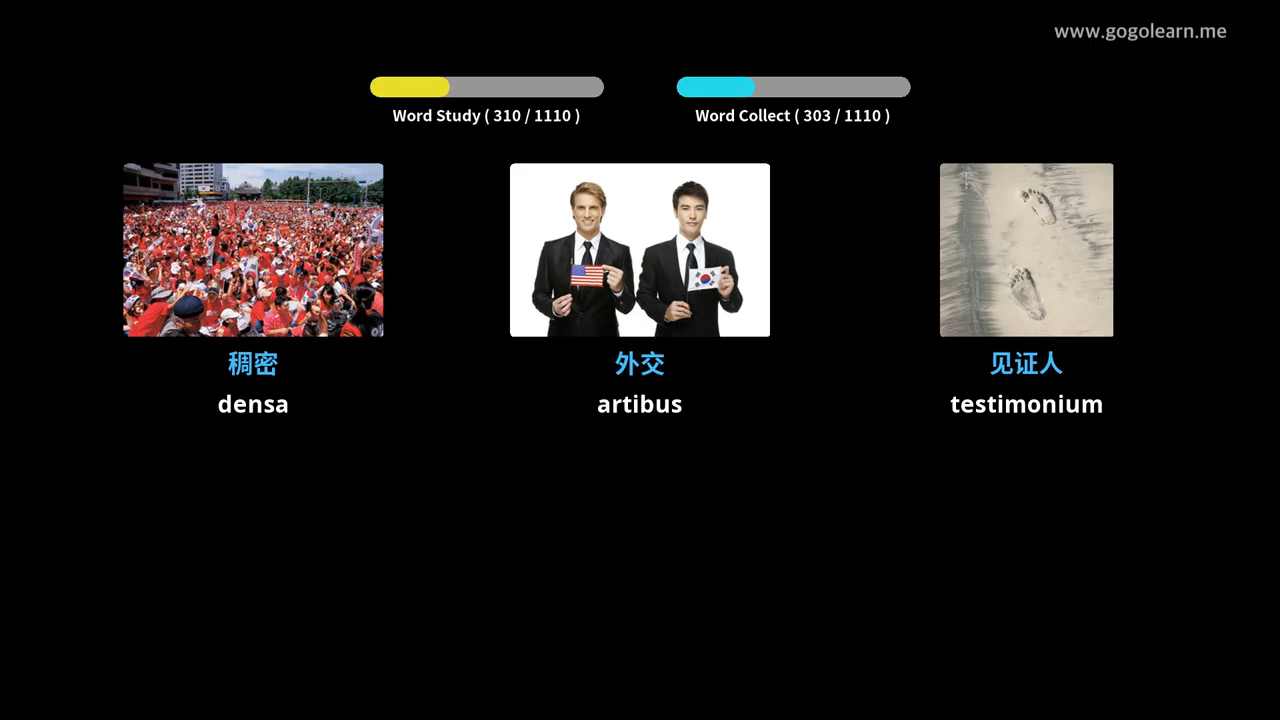 www.gogolearn.me
Word Study ( 310 / 1110 )
Word Collect ( 303 / 1110 )
稠密
densa
外交
artibus
见证人
testimonium